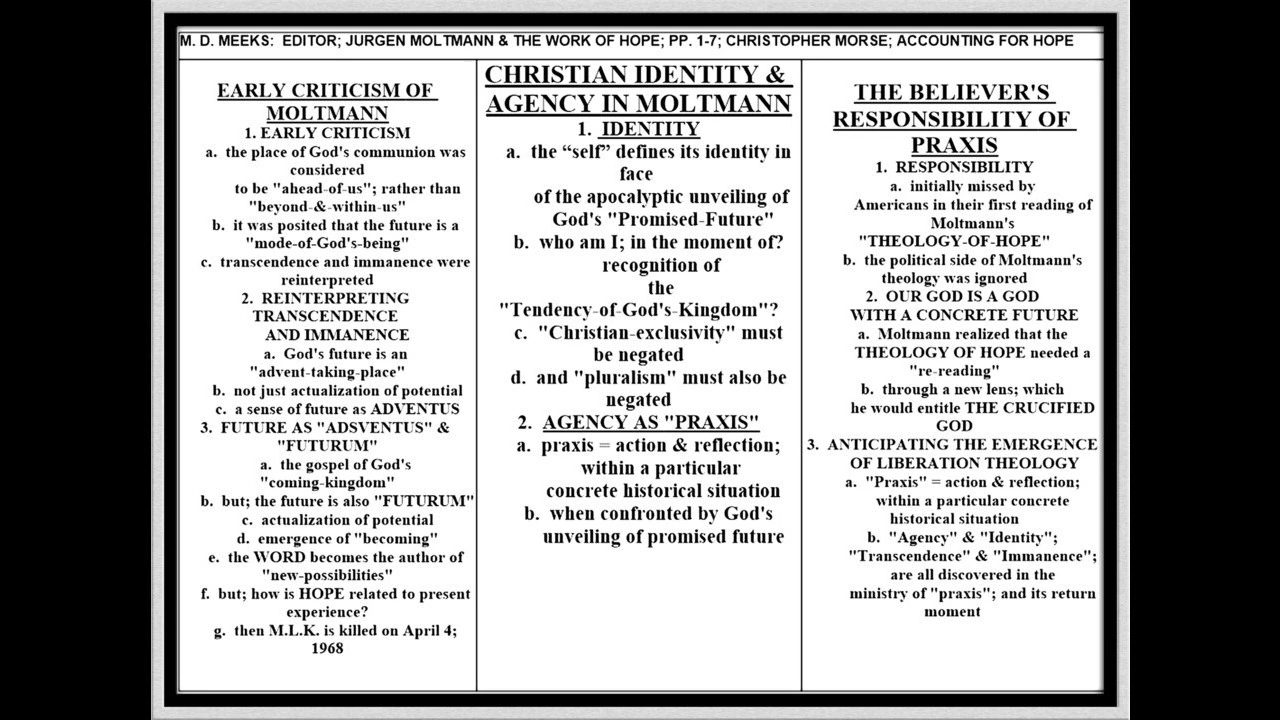 M. D. MEEKS: EDITOR; JURGEN MOLTMANN & THE WORK OF HOPE; PP. 1-7; CHRISTOPHER MORSE; ACCOUNTING FOR HOPE
EARLY CRITICISM OF
MOLTMANN
1. EARLY CRITICISM
a. the place of God's communion was
considered
to be "ahead-of-us"; rather than
"beyond-&-within-us"
b. it was posited that the future is a
"mode-of-God's-being"
c. transcendence and immanence were
reinterpreted
2. REINTERPRETING
TRANSCENDENCE
AND IMMANENCE
a. God's future is an
"advent-taking-place"
b. not just actualization of potential
c. a sense of future as ADVENTUS
3. FUTURE AS "ADSVENTUS" &
"FUTURUM"
a. the gospel of God's
"coming-kingdom"
b. but; the future is also "FUTURUM"
c. actualization of potential
d. emergence of "becoming"
e. the WORD becomes the author of
"new-possibilities"
f. but; how is HOPE related to present
experience?
g. then M.L.K. is killed on April 4;
1968
CHRISTIAN IDENTITY &
AGENCY IN MOLTMANN
1. IDENTITY
a. the “self” defines its identity in
face
of the apocalyptic unveiling of
God's "Promised-Future"
b. who am I; in the moment of?
recognition of
the
"Tendency-of-God's-Kingdom"?
c. "Christian-exclusivity" must
be negated
d. and "pluralism" must also be
negated
2. AGENCY AS "PRAXIS"
a. praxis = action & reflection;
within a particular
concrete historical situation
b. when confronted by God's
unveiling of promised future
THE BELIEVER'S
RESPONSIBILITY OF
PRAXIS
1. RESPONSIBILITY
a. initially missed by
Americans in their first reading of
Moltmann's
"THEOLOGY-OF-HOPE"
b. the political side of Moltmann's
theology was ignored
2. OUR GOD IS A GOD
WITH A CONCRETE FUTURE
a. Moltmann realized that the
THEOLOGY OF HOPE needed a
"re-reading"
b. through a new lens; which
he would entitle THE CRUCIFIED
GOD
3. ANTICIPATING THE EMERGENCE
OF LIBERATION THEOLOGY
a. "Praxis" = action & reflection;
within a particular concrete
historical situation
b. "Agency" & "Identity";
"Transcendence" & "Immanence";
are all discovered in the
ministry of "praxis"; and its return
moment